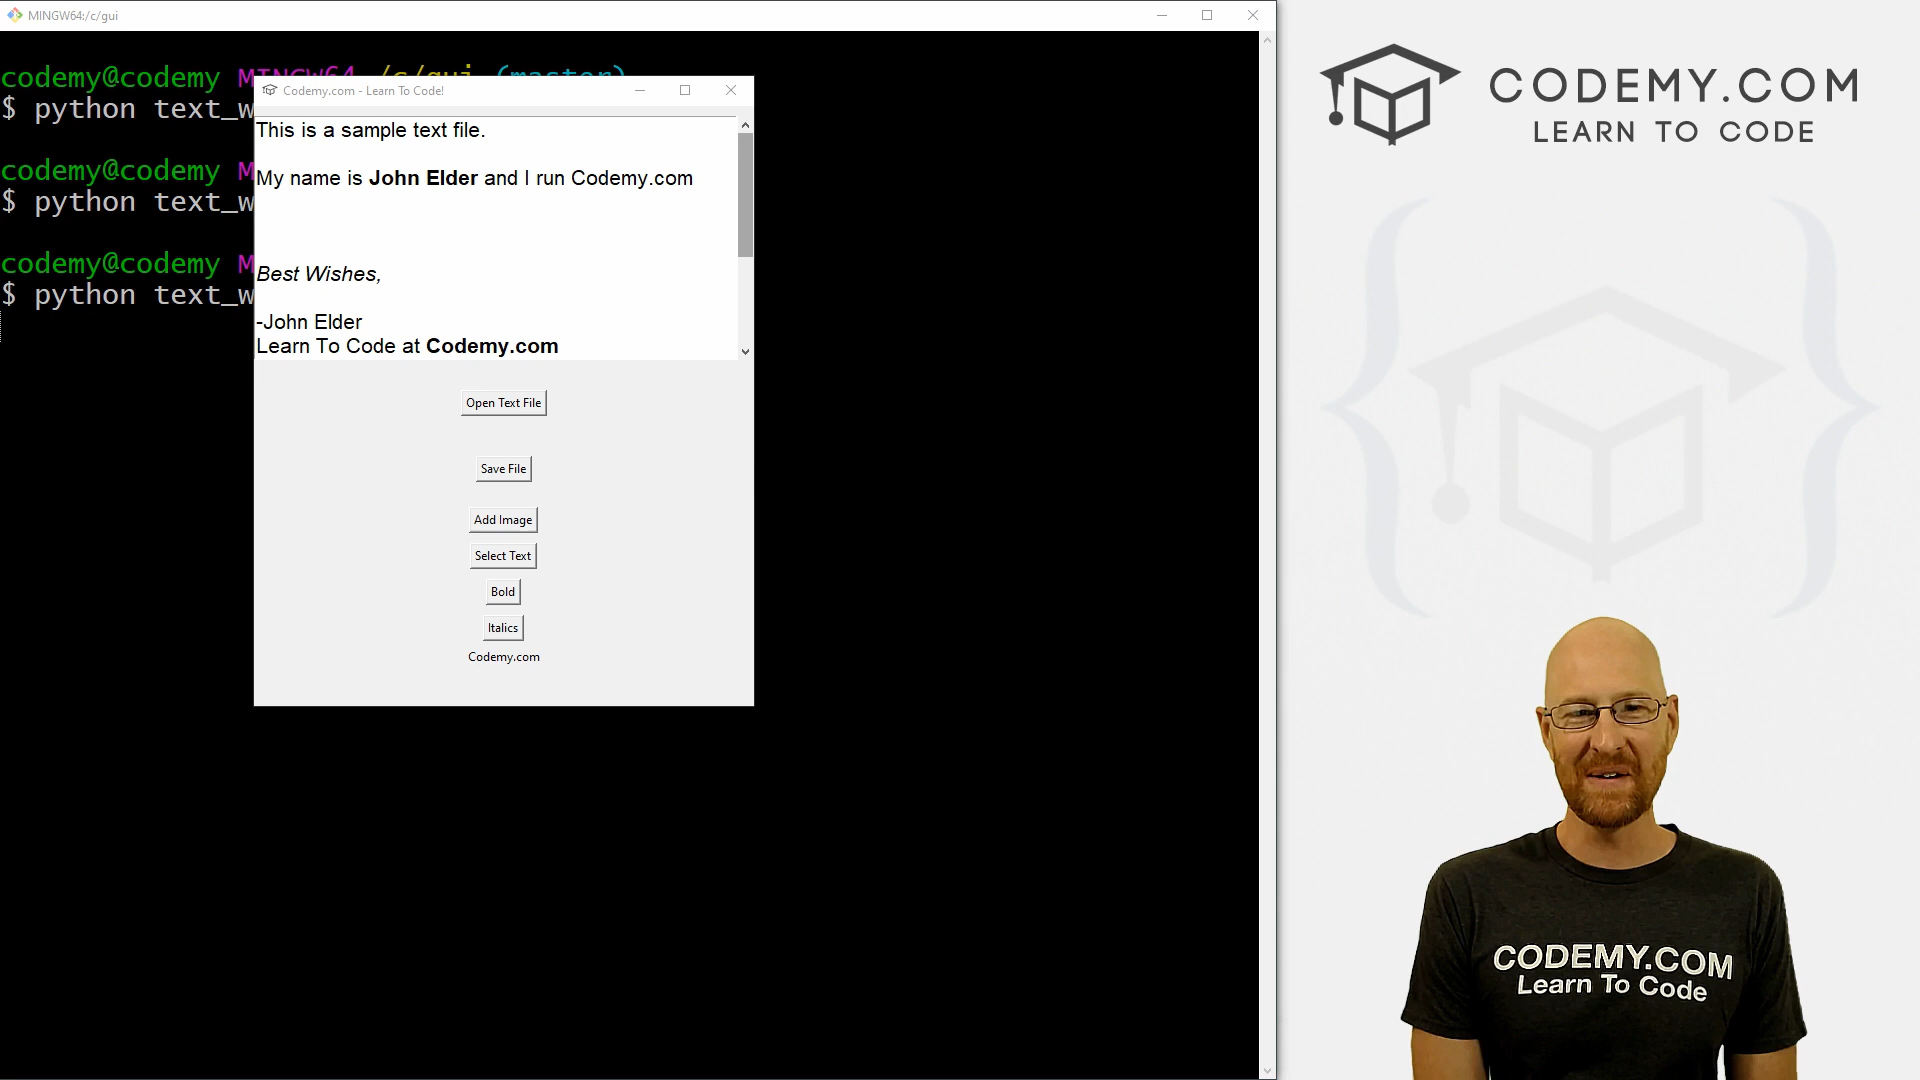 MINGW64:/c/gui
codemy@codemy MINGW64 /c/gui (master)
$ python text_w
codemy@codemy M
$ python text_w
codemy@codemy M
$ python text_w
Codemy.com - Learn To Code!
This is a sample text file.
My name is John Elder and I run Codemy.com
Best Wishes,
-John Elder
Learn To Code at Codemy.com
Open Text File
Save File
Add Image
Select Text
Bold
Italics
Codemy.com
CODEMY.COM
LEARN TO CODE
CODEMY.COM
Learn To Code